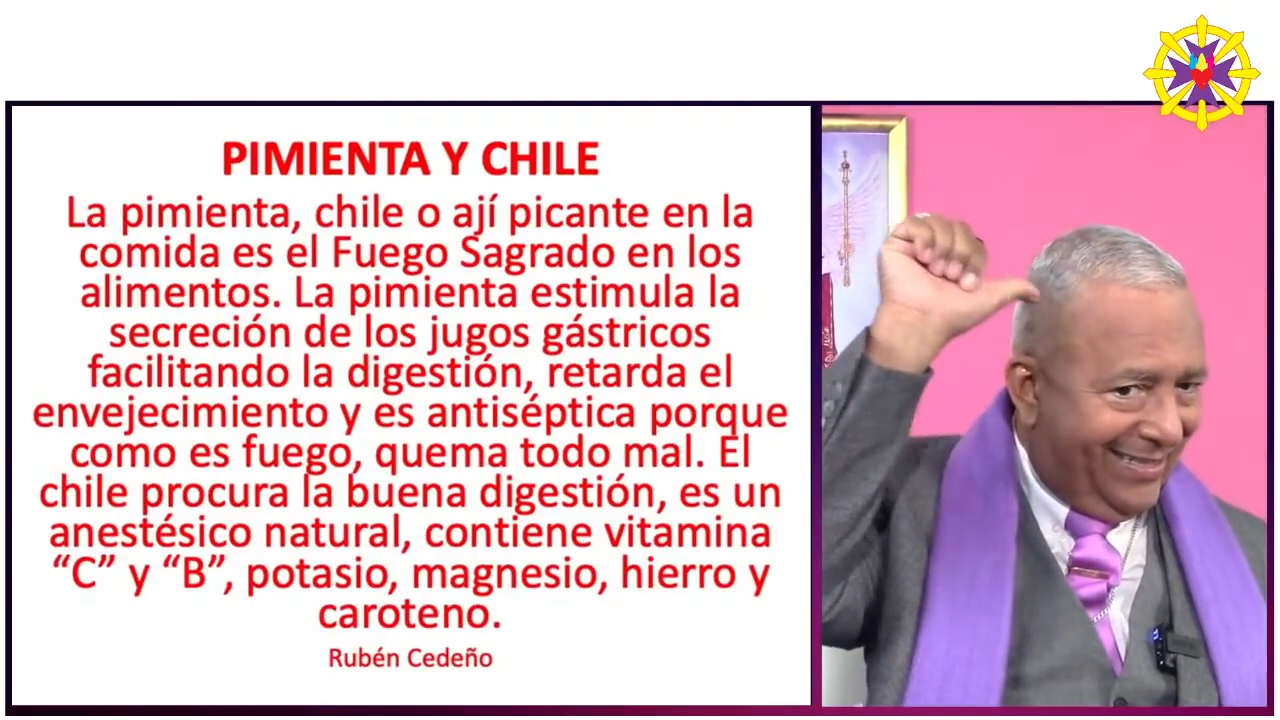 PIMIENTA Y CHILE
La pimienta, chile o ají picante en la
comida es el Fuego Sagrado en los
alimentos. La pimienta estimula la
secreción de los jugos gástricos
facilitando la digestión, retarda el
envejecimiento y es antiséptica porque
como es fuego, quema todo mal. El
chile procura la buena digestión, es un
anestésico natural, contiene vitamina
“C” y “B”, potasio, magnesio, hierro y
caroteno.
Rubén Cedeño